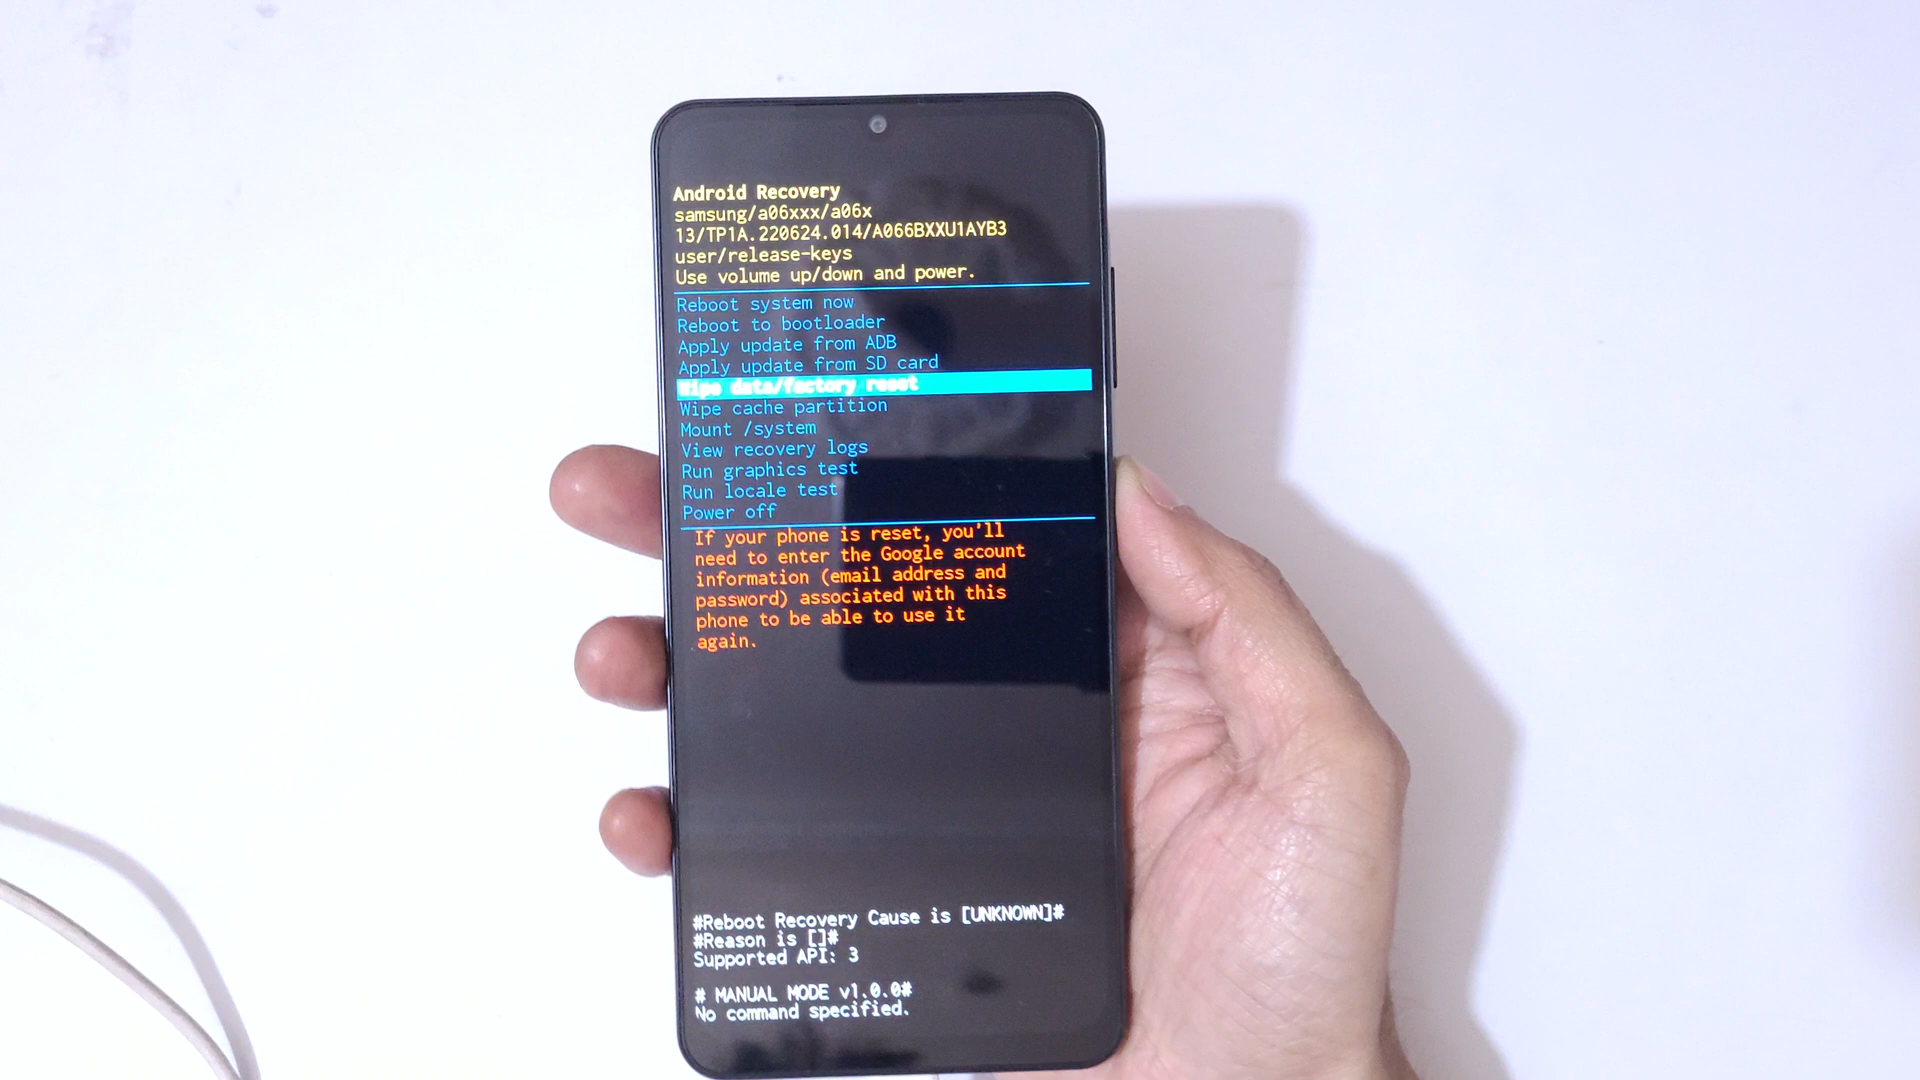 Android Recovery
samsung/a06xxx/a06x
13/TP1A.220624.014/A066BXXU1AYB3
user/release-keys
Use volume up/down and power.
Reboot system now
Reboot to bootloader
Apply update from ADB
Apply update from SD card
Wipe data/factory reset
Wipe cache partition
Mount /system
View recovery logs
Run graphics test
Run locale test
Power off
If your phone is reset, you'll
need to enter the Google account
information (email address and
password) associated with this
phone to be able to use it
again.
#Reboot Recovery Cause is [UNKNOWN]#
#Reason is []#
Supported API: 3
# MANUAL MODE v1.0.0#
No command specified.